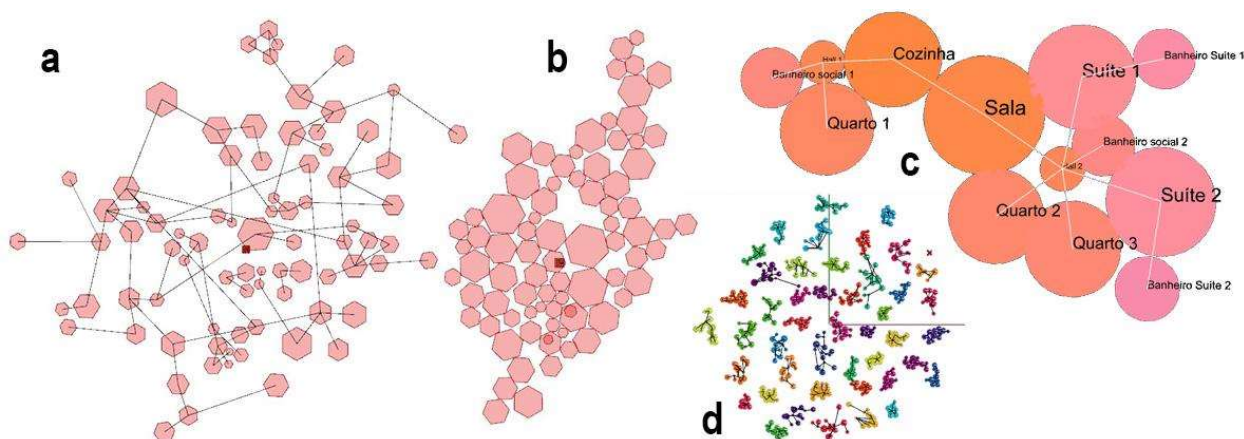 a
b
Cozinha
Hall 1
Banheiro social 1
Quarto 1
Sala
Suíte 1
Banheiro Suíte 1
Banheiro social 2
Hall 2
c
Quarto 2
Suíte 2
Quarto 3
Banheiro Suíte 2
d